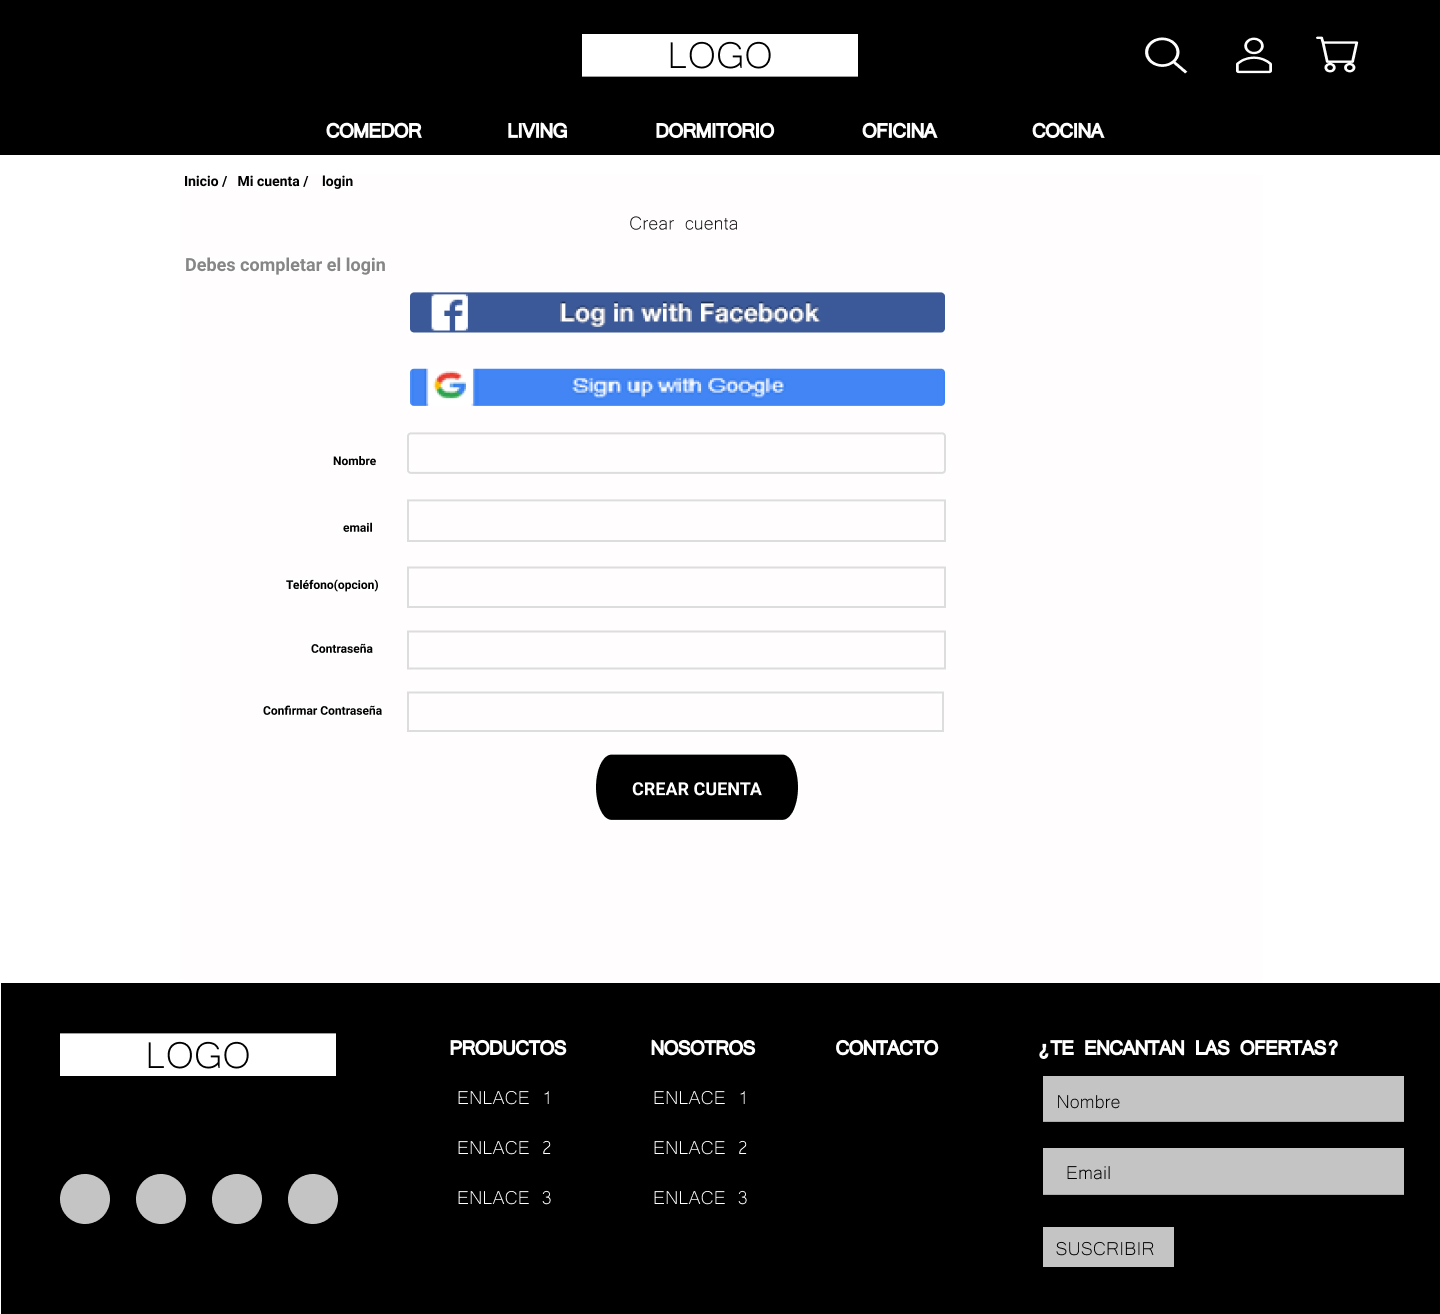 LOGO
COMEDOR LIVING DORMITORIO OFICINA COCINA
Inicio / Mi cuenta / login
Crear cuenta
Debes completar el login
Log in with Facebook
Sign up with Google
Nombre
email
Teléfono(opcion)
Contraseña
Confirmar Contraseña
CREAR CUENTA
LOGO
PRODUCTOS
ENLACE 1
ENLACE 2
ENLACE 3
NOSOTROS
ENLACE 1
ENLACE 2
ENLACE 3
CONTACTO
¿TE ENCANTAN LAS OFERTAS?
Nombre
Email
SUSCRIBIR